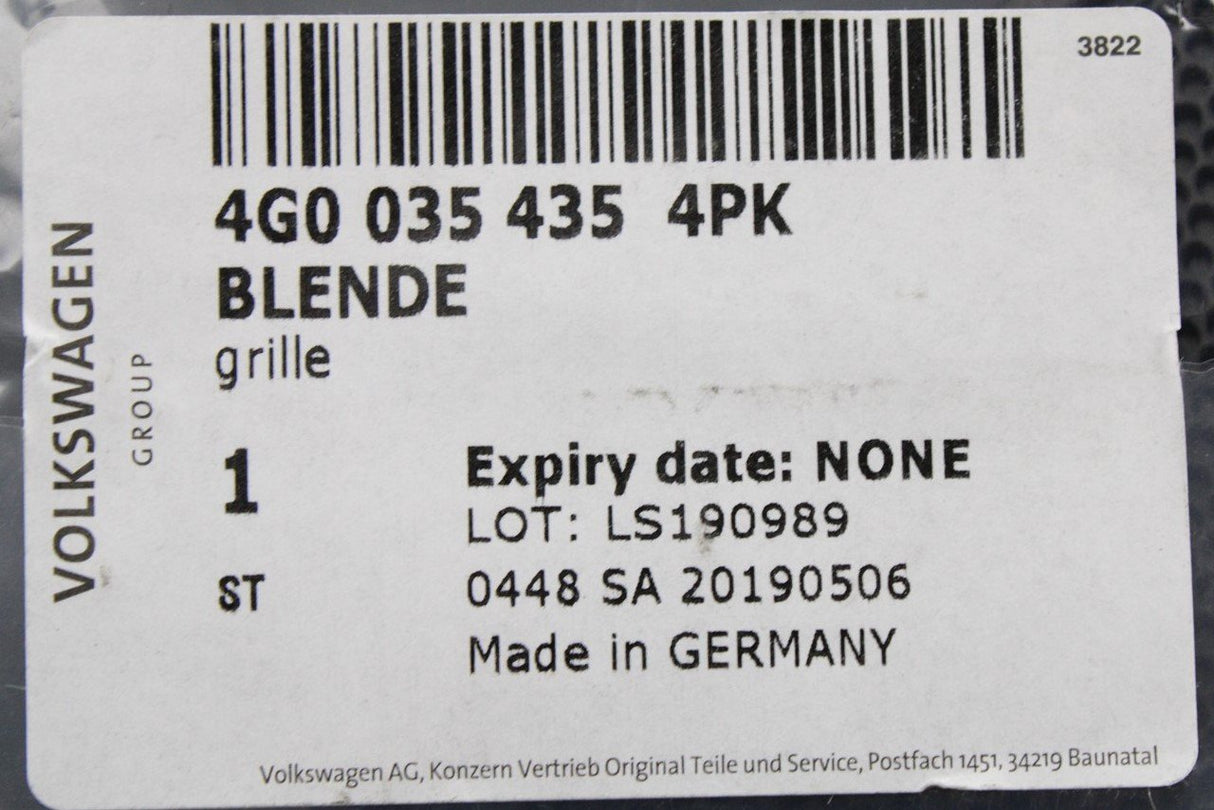 3822
4G0 035 435 4PK
BLENDE
grille
VOLKSWAGEN
GROUP
1
Expiry date: NONE
LOT: LS190989
ST
0448 SA 20190506
Made in GERMANY
Volkswagen AG, Konzern Vertrieb Original Teile und Service, Postfach 1451, 34219 Baunatal